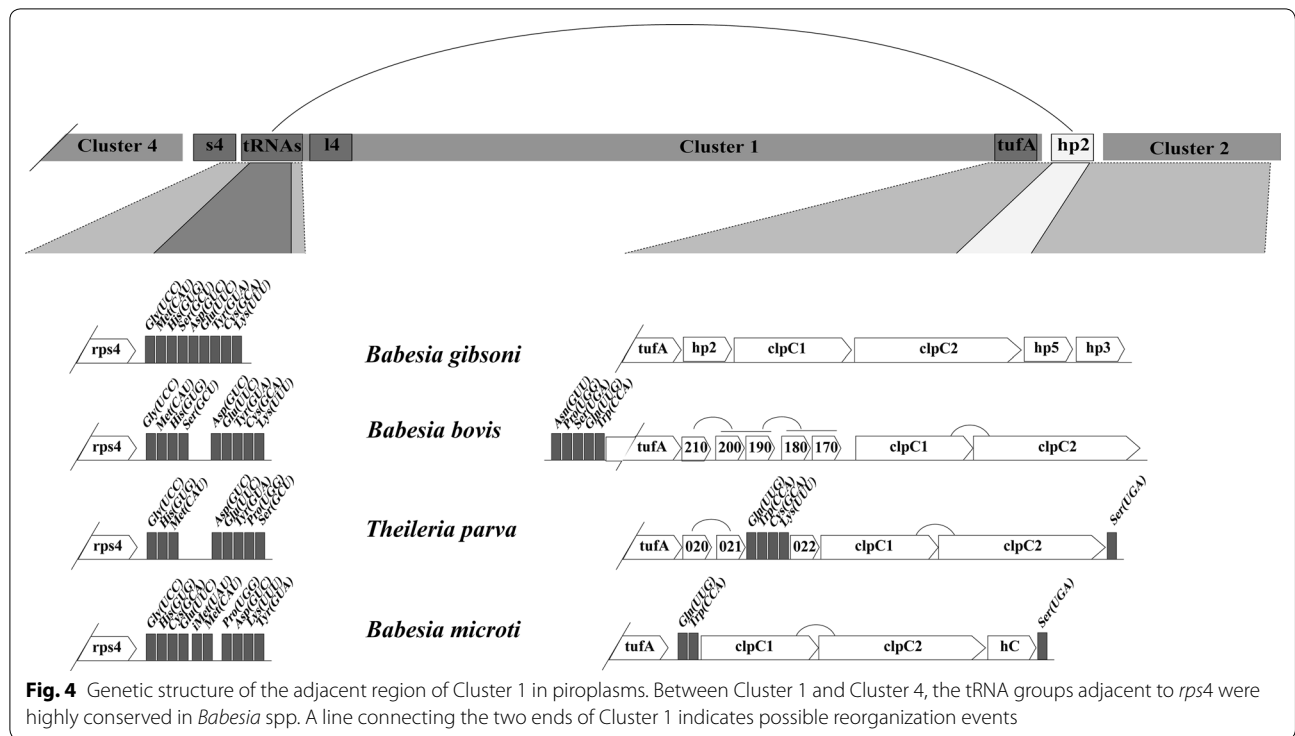 Cluster 4 s4 tRNAs l4 Cluster 1 tufA hp2 Cluster 2
Gly(UCC)
Met(CAU)
His(GUG)
Ser(GCU)
Asp(GUC)
Glu(UUC)
Tyr(GUA)
Cys(GCA)
Lys(UUU)
rps4
Babesia gibsoni
tufA hp2 clpC1 clpC2 hp5 hp3
Gly(UCC)
Met(CAU)
His(GUG)
Ser(GCU)
Asp(GUC)
Glu(UUC)
Tyr(GUA)
Cys(GCA)
Lys(UUU)
rps4
Babesia bovis
Asn(GUU)
Pro(UGG)
Ser(UGA)
Gln(UUG)
Trp(CCA)
tufA 210 200 190 180 170 clpC1 clpC2
Gly(UCC)
His(GUG)
Met(CAU)
Asp(GUC)
Glu(UUC)
Tyr(GUA)
Pro(UGG)
Ser(GCU)
rps4
Theileria parva
Gln(UUG)
Trp(CCA)
Cys(GCA)
Lys(UUU)
Ser(UGA)
tufA 020 021 022 clpC1 clpC2
Gly(UCC)
His(GUG)
Cys(GCA)
Glu(UUC)
iMet(UAU)
Met(CAU)
Pro(UGG)
Asp(GUC)
Lys(UUU)
Tyr(GUA)
rps4
Babesia microti
Gln(UUG)
Trp(CCA)
Ser(UGA)
tufA clpC1 clpC2 hC
Fig. 4 Genetic structure of the adjacent region of Cluster 1 in piroplasms. Between Cluster 1 and Cluster 4, the tRNA groups adjacent to rps4 were
highly conserved in Babesia spp. A line connecting the two ends of Cluster 1 indicates possible reorganization events